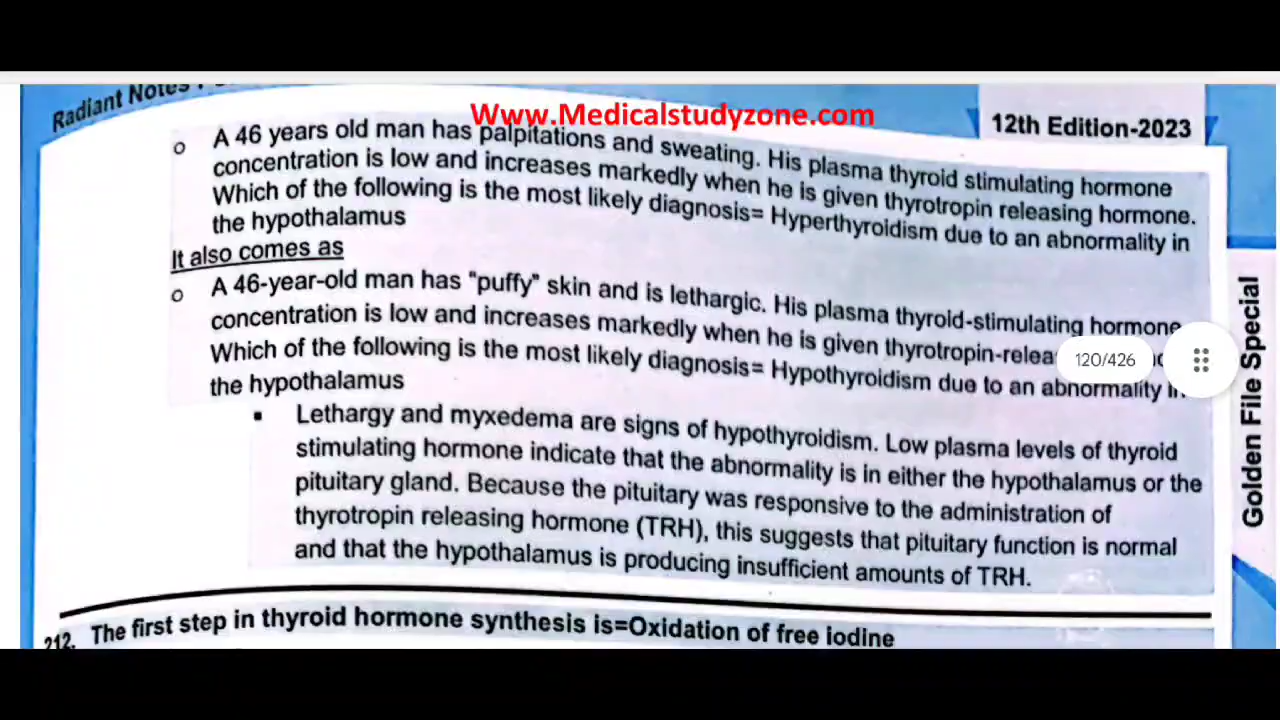 Radiant Notes
Www.Medicalstudyzone.com
12th Edition-2023
o A 46 years old man has palpitations and sweating. His plasma thyroid stimulating hormone
concentration is low and increases markedly when he is given thyrotropin releasing hormone.
Which of the following is the most likely diagnosis= Hyperthyroidism due to an abnormality in
the hypothalamus
It also comes as
o A 46-year-old man has "puffy" skin and is lethargic. His plasma thyroid-stimulating hormone
concentration is low and increases markedly when he is given thyrotropin-relea
Which of the following is the most likely diagnosis= Hypothyroidism due to an abnormality in
the hypothalamus
120/426
▪ Lethargy and myxedema are signs of hypothyroidism. Low plasma levels of thyroid
stimulating hormone indicate that the abnormality is in either the hypothalamus or the
pituitary gland. Because the pituitary was responsive to the administration of
thyrotropin releasing hormone (TRH), this suggests that pituitary function is normal
and that the hypothalamus is producing insufficient amounts of TRH.
212. The first step in thyroid hormone synthesis is=Oxidation of free iodine
Golden File Special